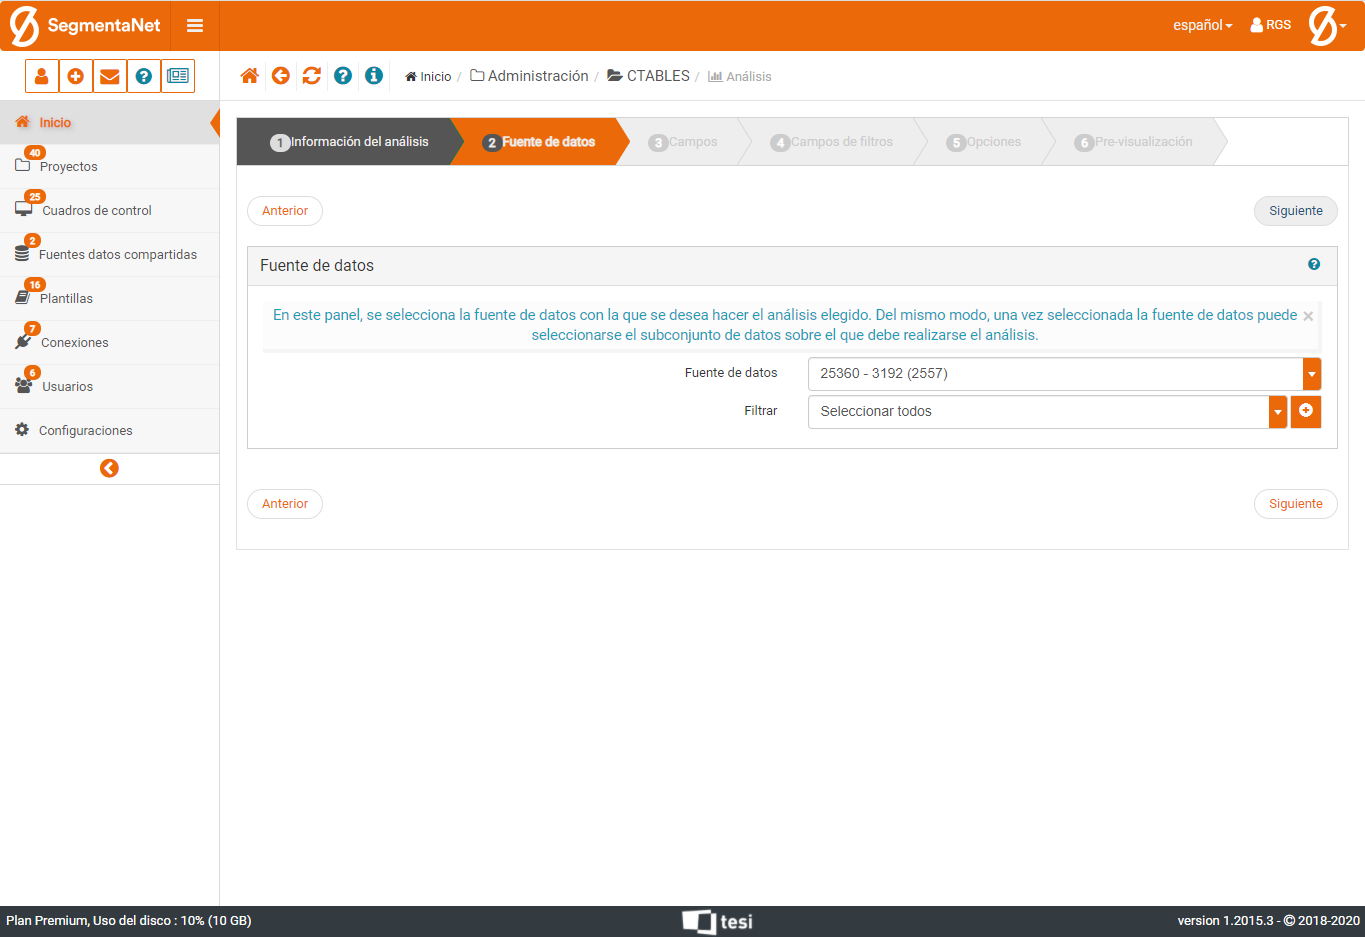 SegmentaNet
español
RGS
Inicio / Administración / CTABLES / Análisis
Inicio
40
Proyectos
25
Cuadros de control
2
Fuentes datos compartidas
16
Plantillas
7
Conexiones
6
Usuarios
Configuraciones
1 Información del análisis
2 Fuente de datos
3 Campos
4 Campos de filtros
5 Opciones
6 Pre-visualización
Anterior
Siguiente
Fuente de datos
En este panel, se selecciona la fuente de datos con la que se desea hacer el análisis elegido. Del mismo modo, una vez seleccionada la fuente de datos puede
seleccionarse el subconjunto de datos sobre el que debe realizarse el análisis.
Fuente de datos
25360 - 3192 (2557)
Filtrar
Seleccionar todos
Anterior
Siguiente
Plan Premium, Uso del disco : 10% (10 GB)
tesi
version 1.2015.3 - © 2018-2020